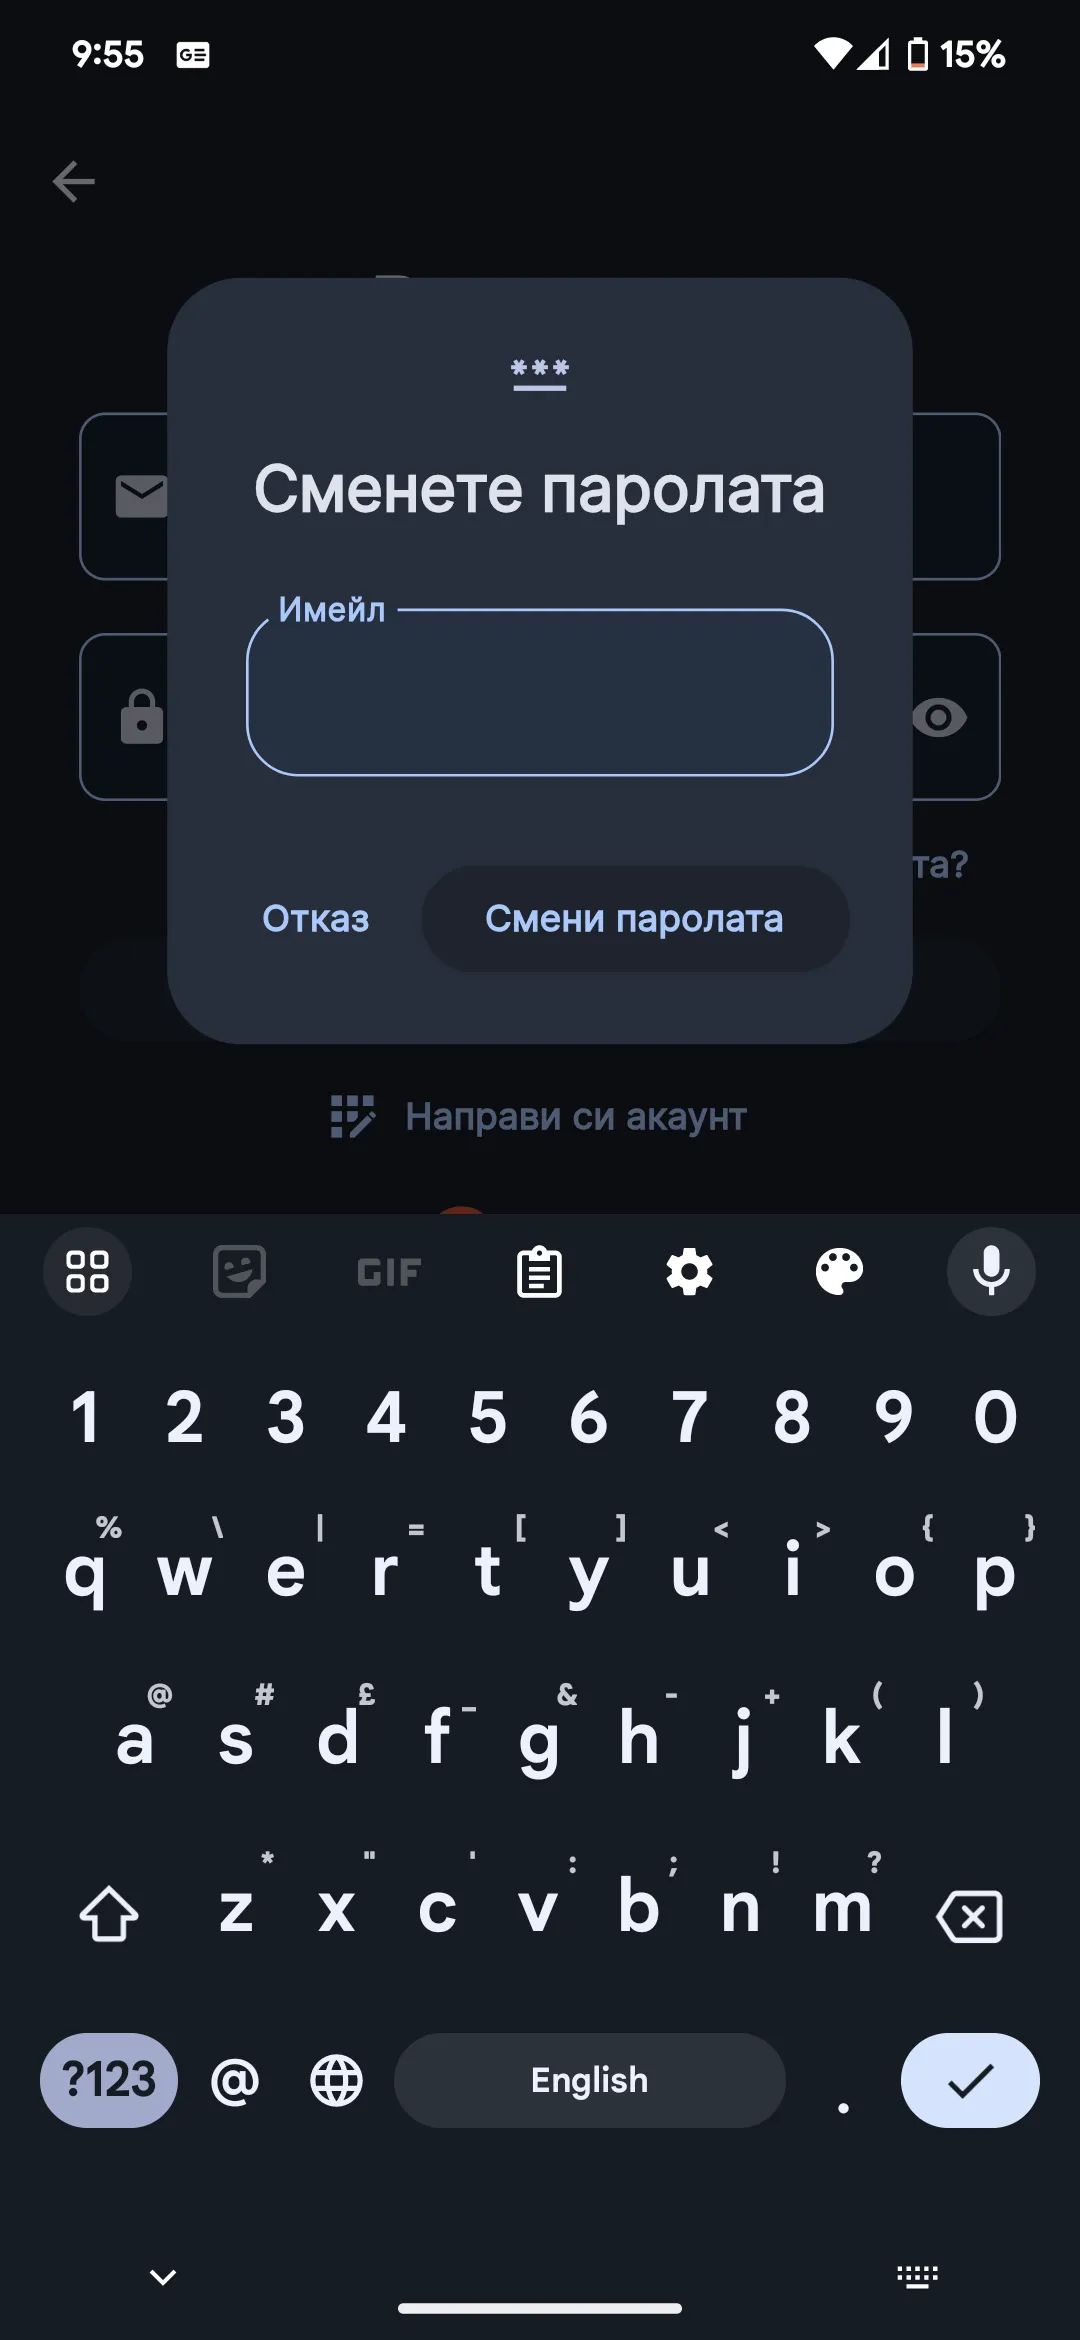 9:55
15%
***
Сменете паролата
Имейл
та?
Отказ
Смени паролата
Направи си акаунт
GIF
1 2 3 4 5 6 7 8 9 0
% \ | = [ ] < > { }
q w e r t y u i o p
@ # £ _ & - + ( )
a s d f g h j k l
* " ' : ; ! ?
z x c v b n m
?123 @ English .